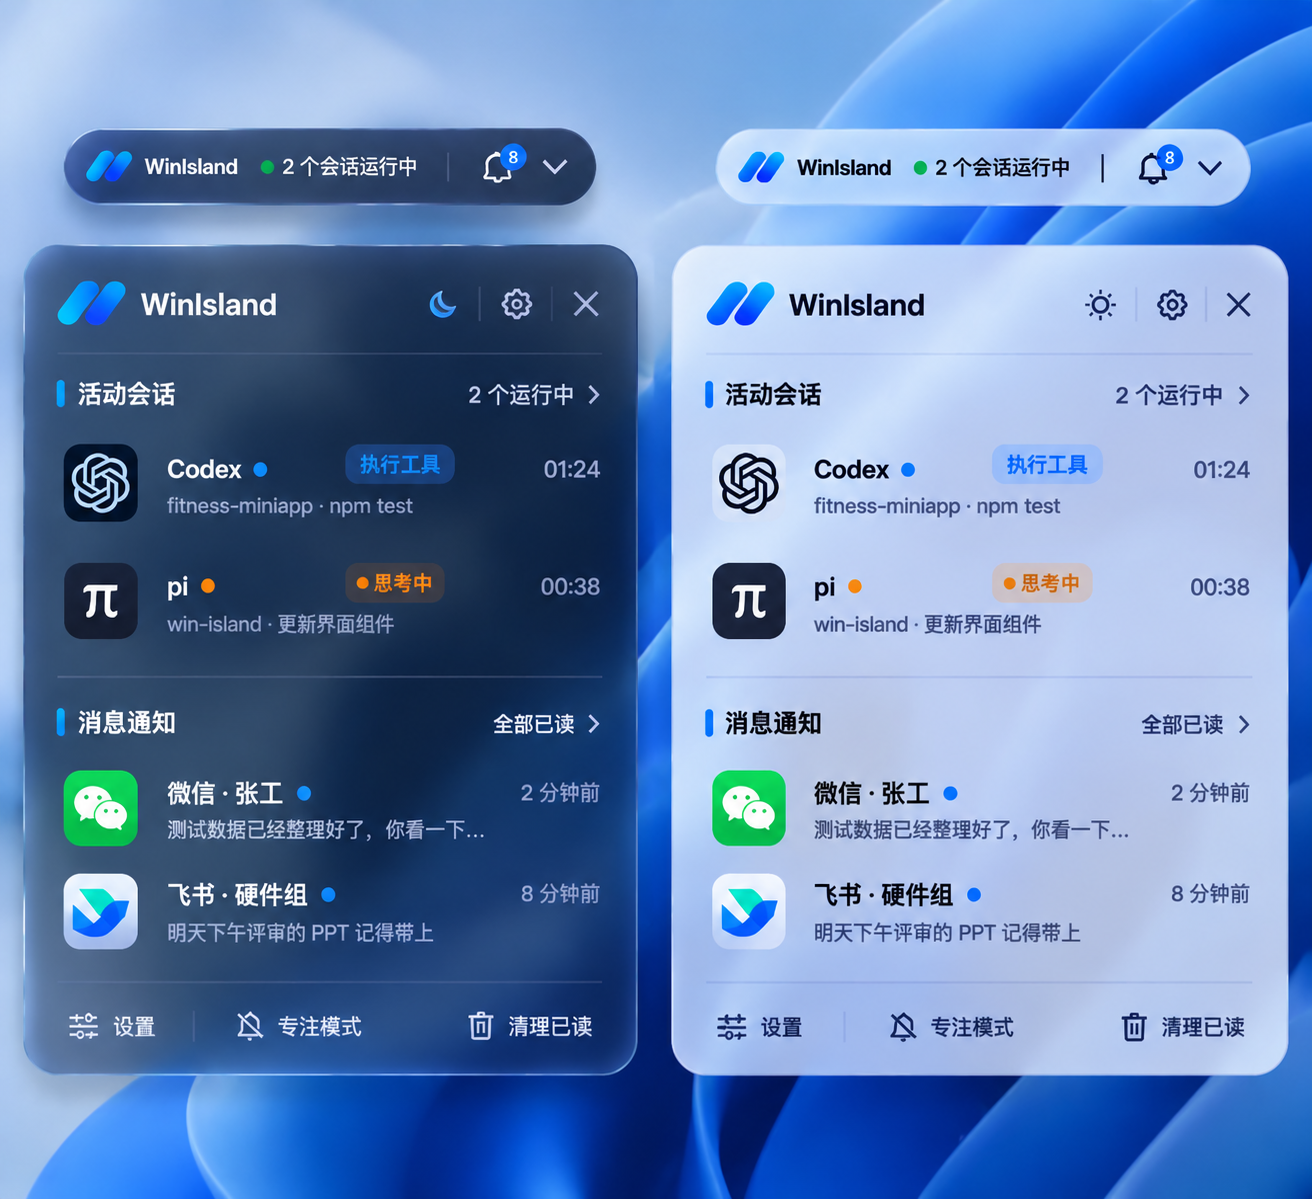 WinIsland 2 个会话运行中 8
WinIsland
活动会话 2 个运行中
Codex 执行工具 01:24
fitness-miniapp · npm test
π pi 思考中 00:38
win-island · 更新界面组件
消息通知 全部已读
微信 · 张工 2 分钟前
测试数据已经整理好了，你看一下...
飞书 · 硬件组 8 分钟前
明天下午评审的 PPT 记得带上
设置 专注模式 清理已读
WinIsland 2 个会话运行中 8
WinIsland
活动会话 2 个运行中
Codex 执行工具 01:24
fitness-miniapp · npm test
π pi 思考中 00:38
win-island · 更新界面组件
消息通知 全部已读
微信 · 张工 2 分钟前
测试数据已经整理好了，你看一下...
飞书 · 硬件组 8 分钟前
明天下午评审的 PPT 记得带上
设置 专注模式 清理已读